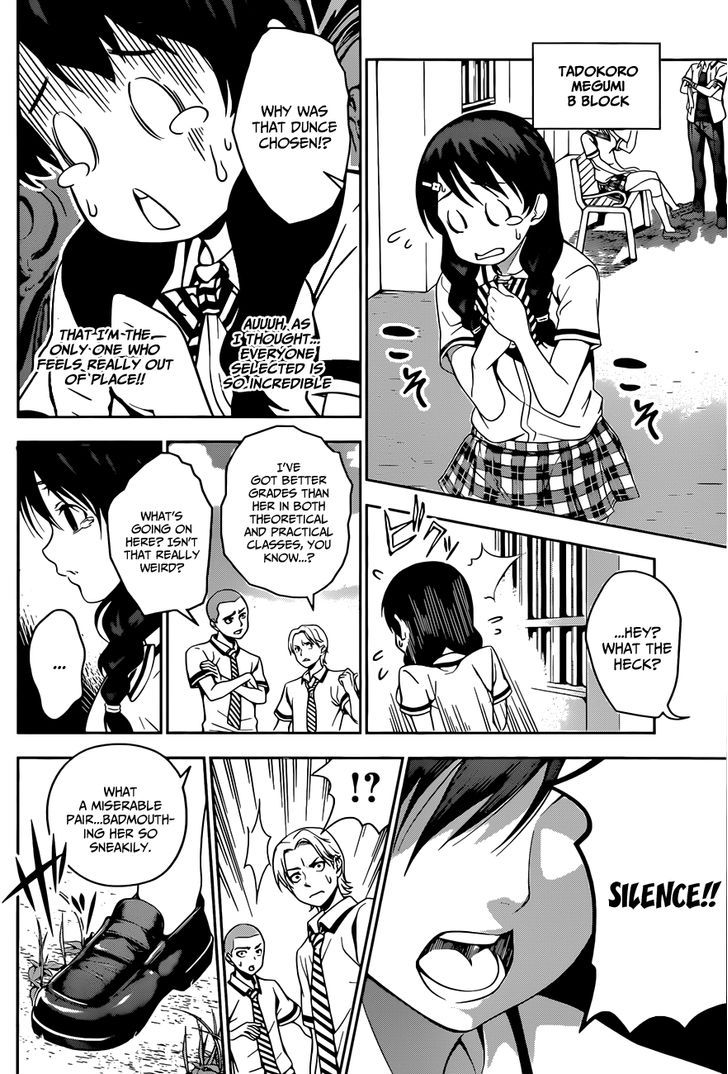 TADOKORO
MEGUMI
B BLOCK
WHY WAS
THAT DUNCE
CHOSEN!?
AUUUH, AS
I THOUGHT...
EVERYONE
SELECTED IS
SO INCREDIBLE
THAT I'M THE
ONLY ONE WHO
FEELS REALLY OUT
OF PLACE!!
ビクッ
...HEY?
WHAT THE
HECK?
I'VE
GOT BETTER
GRADES THAN
HER IN BOTH
THEORETICAL
AND PRACTICAL
CLASSES, YOU
KNOW...?
WHAT'S
GOING ON
HERE? ISN'T
THAT REALLY
WEIRD?
...
SILENCE!!
!?
WHAT
A MISERABLE
PAIR...BADMOUTH-
ING HER SO
SNEAKILY.